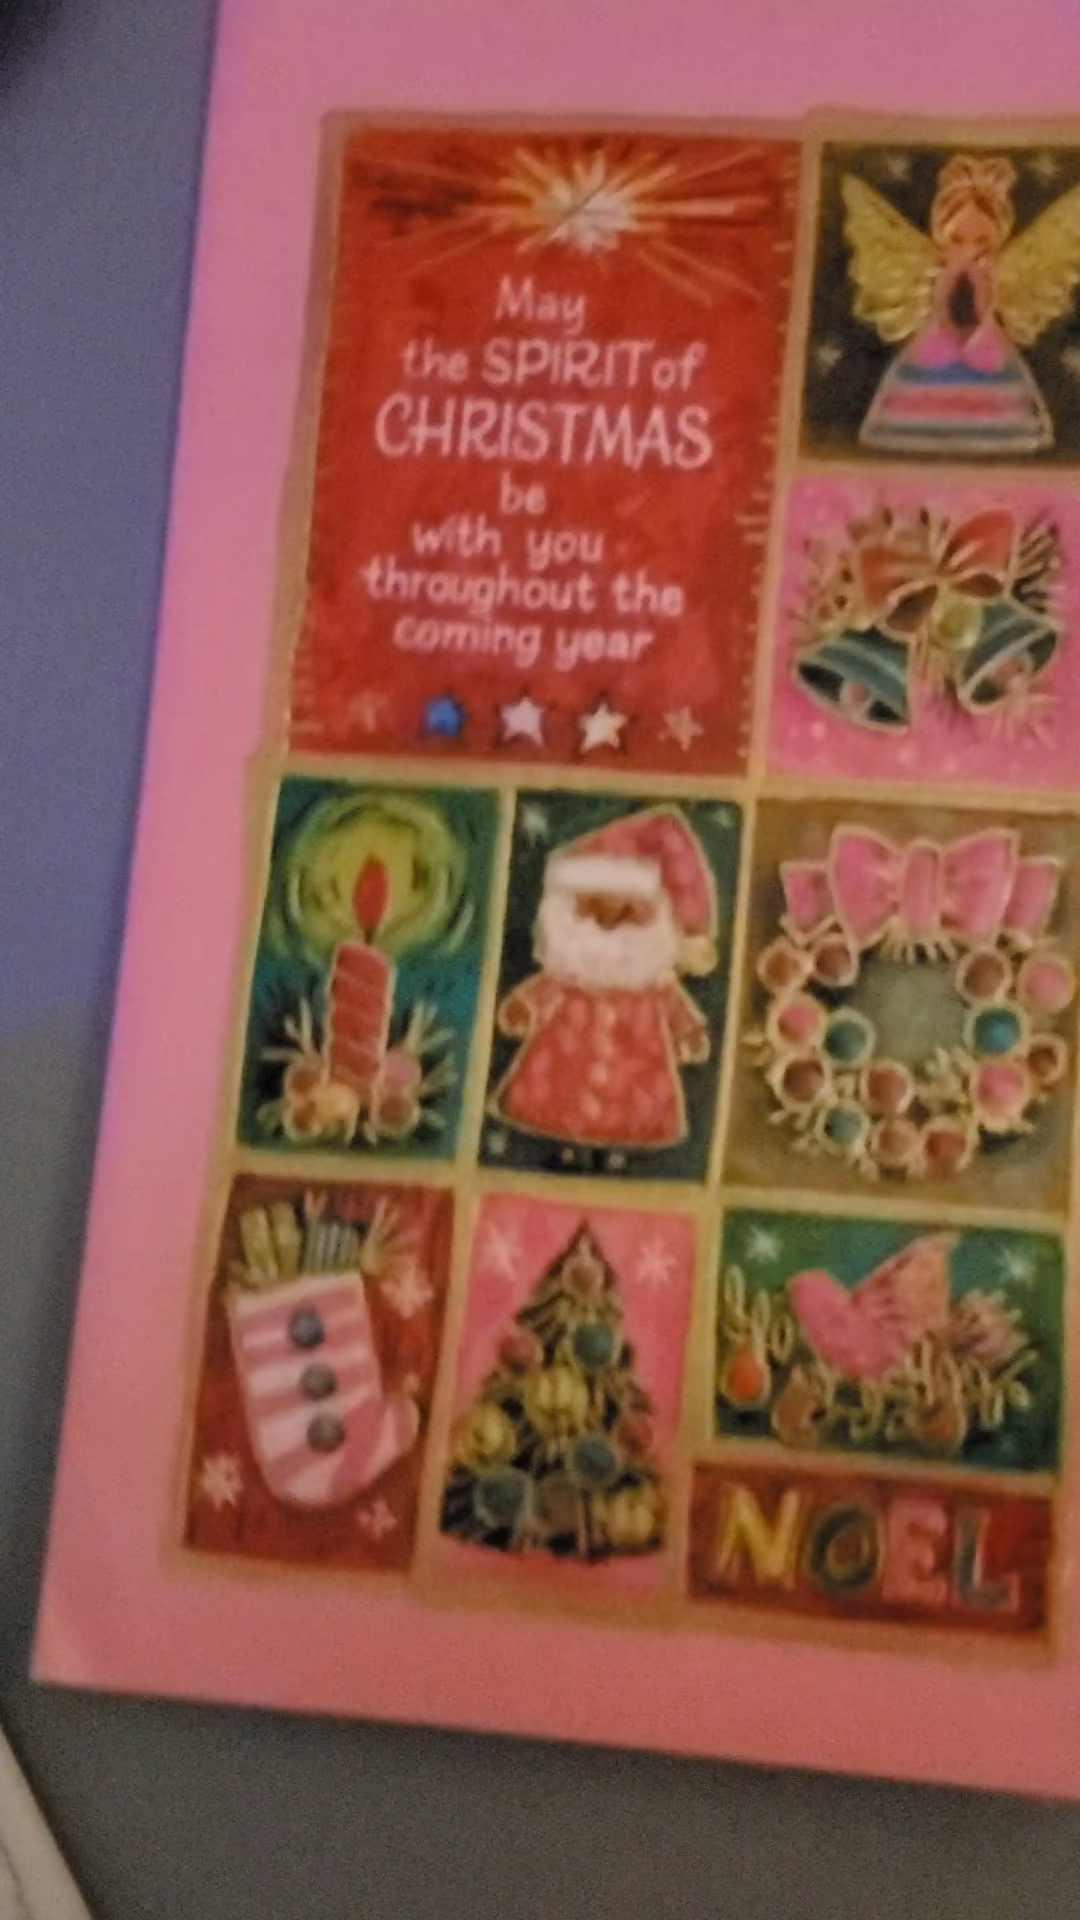 May
the SPIRIT of
CHRISTMAS
be
with you
throughout the
coming year
NOEL